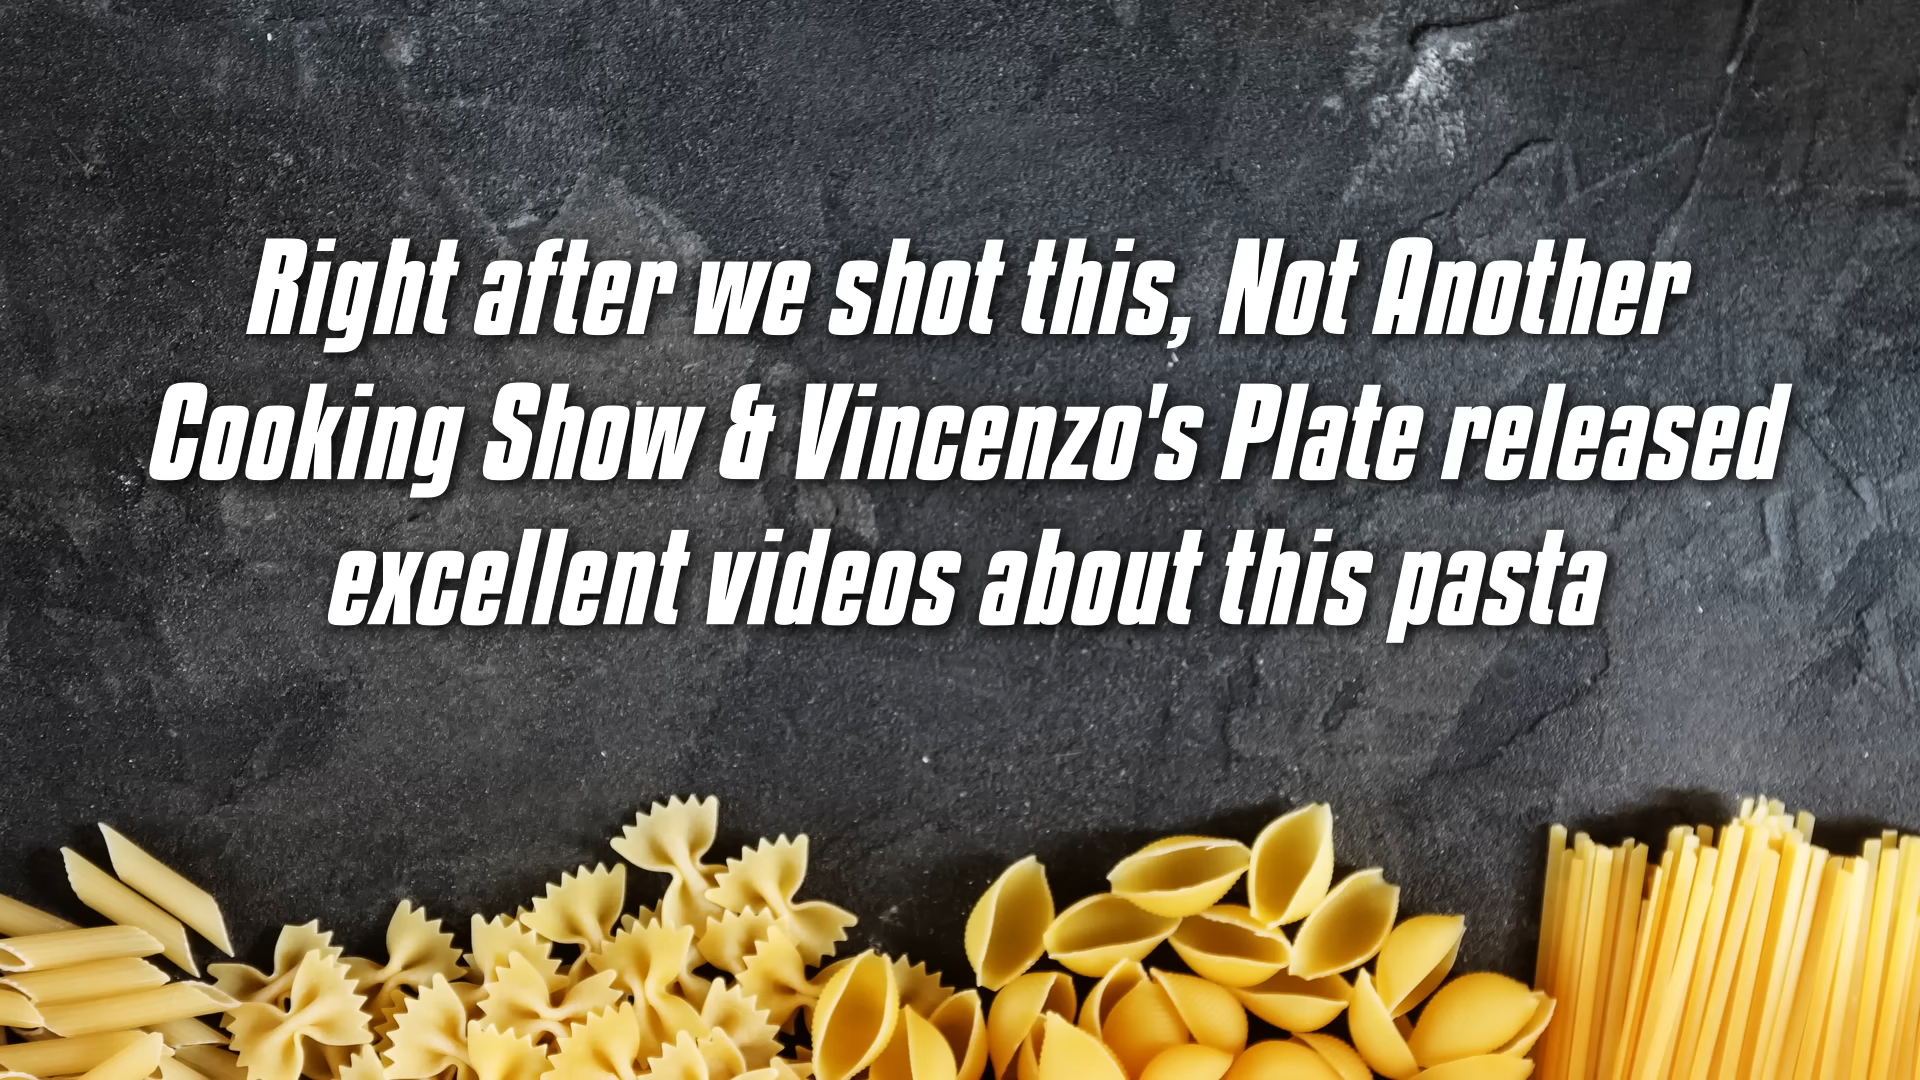 Right after we shot this, Not Another
Cooking Show & Vincenzo's Plate released
excellent videos about this pasta